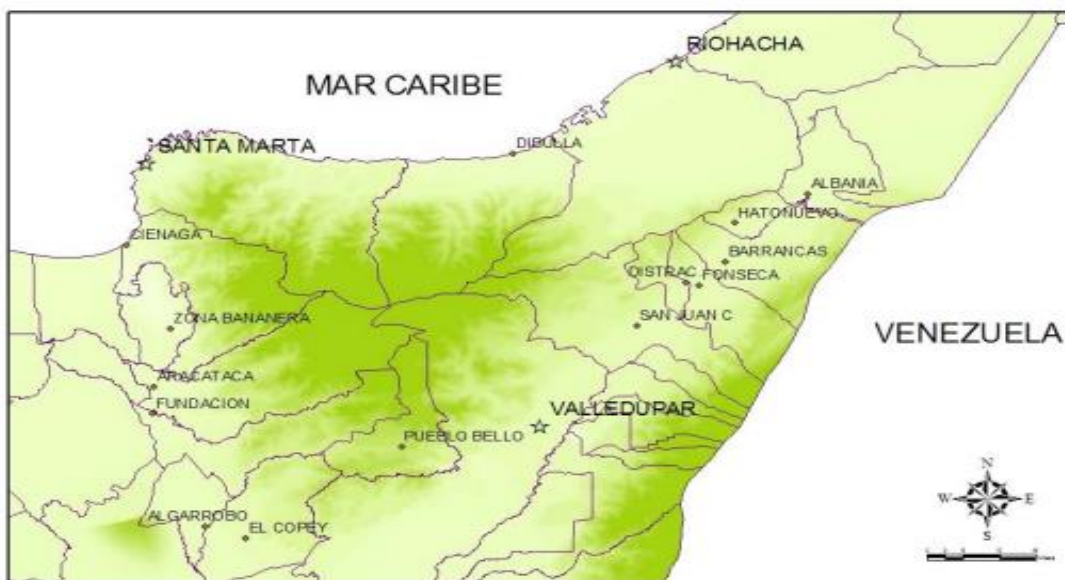 RIOHACHA
MAR CARIBE
SANTA MARTA
DIBULLA
ALBANIA
HATONUEVO
CIENAGA
BARRANCAS
DISTRAC
FONSECA
ZONA BANANERA
SAN JUAN C
VENEZUELA
ARACATACA
FUNDACION
VALLEDUPAR
PUEBLO BELLO
ALGARROBO
EL COPEY
N
W
E
S